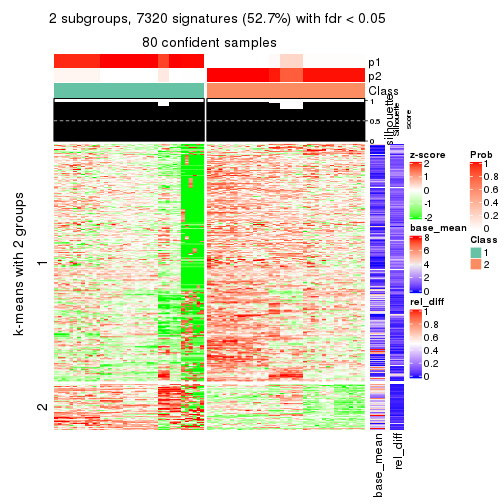 2 subgroups, 7320 signatures (52.7%) with fdr < 0.05
80 confident samples
p1
p2
Class
silhouette
1
0.5
0
Silhouette
score
k-means with 2 groups
1
2
base_mean
rel_diff
z-score
2
1
0
-1
-2
base_mean
8
6
4
2
0
rel_diff
1
0.8
0.6
0.4
0.2
0
Prob
1
0.8
0.6
0.4
0.2
0
Class
1
2